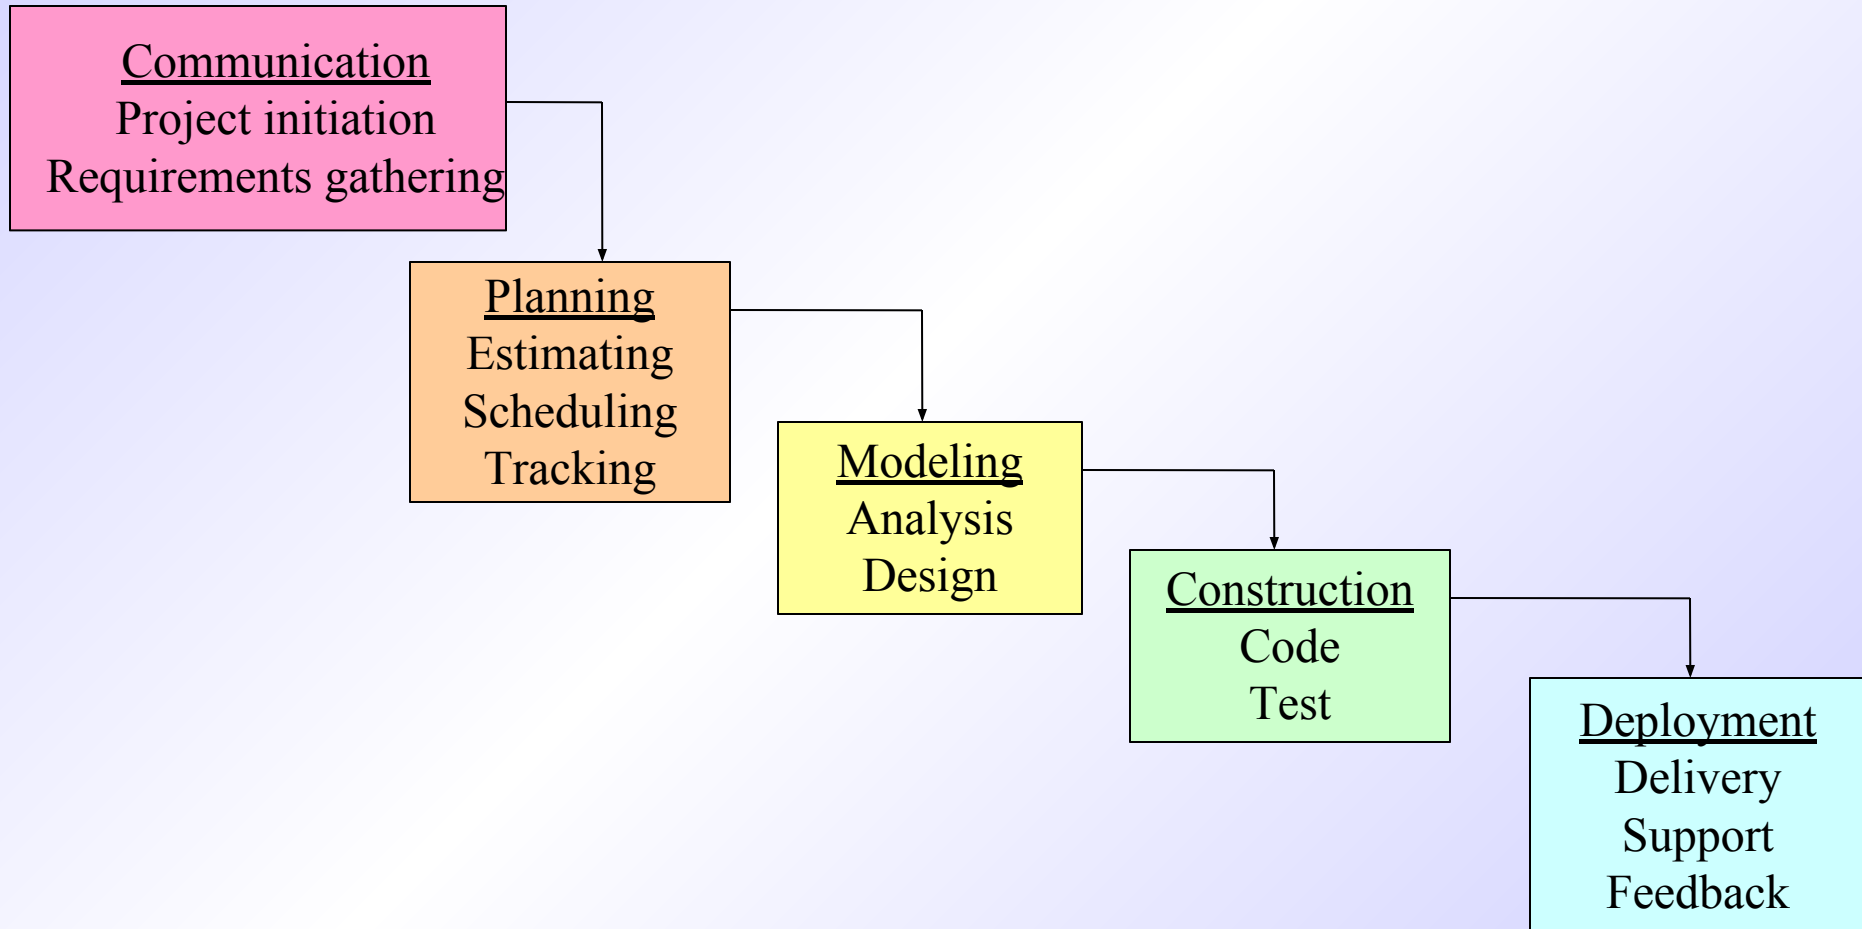 Communication
Project initiation
Requirements gathering
Planning
Estimating
Scheduling
Tracking
Modeling
Analysis
Design
Construction
Code
Test
Deployment
Delivery
Support
Feedback